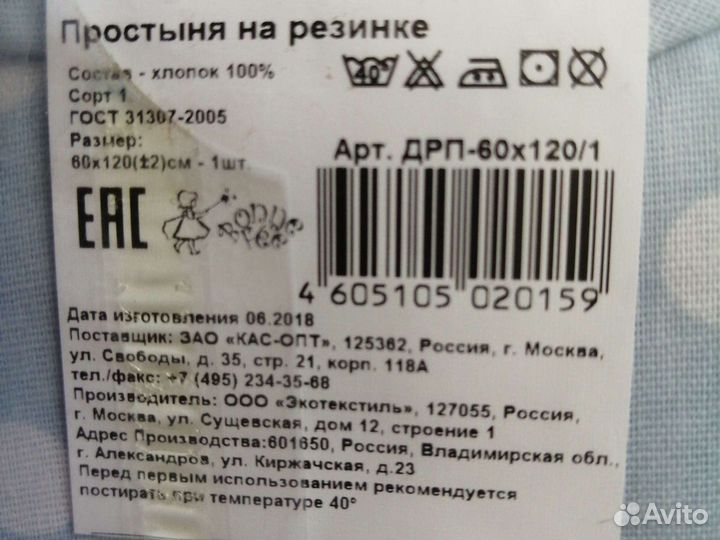 Простыня на резинке
Состав - хлопок 100%
40°
Сорт 1
ГОСТ 31307-2005
Размер:
60х120(±2)см - 1шт.
Арт. ДРП-60х120/1
ЕАС
4 605105 020159
Дата изготовления 06.2018
Поставщик: ЗАО «КАС-ОПТ», 125362, Россия, г. Москва,
ул. Свободы, д. 35, стр. 21, корп. 118А
тел./факс: +7 (495) 234-35-68
Производитель: ООО «Экотекстиль», 127055, Россия,
г. Москва, ул. Сущевская, дом 12, строение 1
Адрес Производства:601650, Россия, Владимирская обл.,
г. Александров, ул. Киржачская, д.23
Перед первым использованием рекомендуется
постирать при температуре 40°
Avito